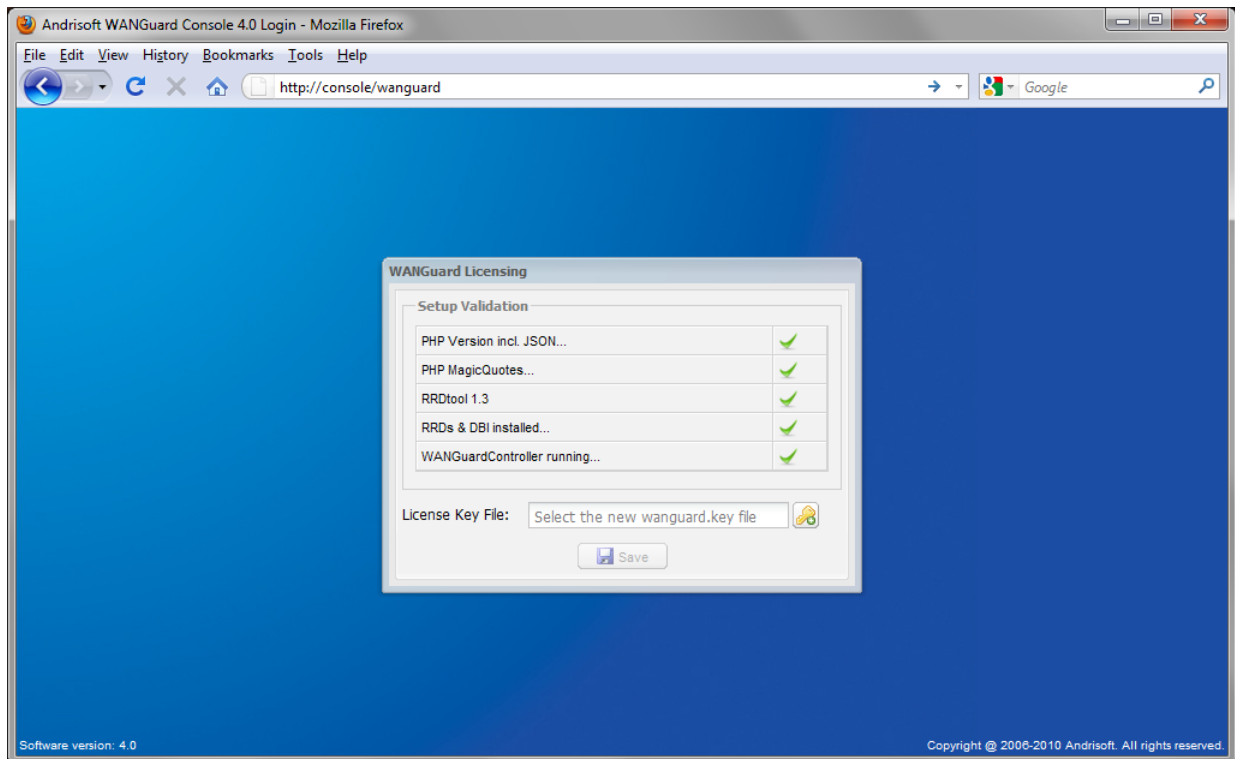 Andrisoft WANGuard Console 4.0 Login - Mozilla Firefox
File Edit View History Bookmarks Tools Help
http://console/wanguard
Google
WANGuard Licensing
Setup Validation
PHP Version incl. JSON...
PHP MagicQuotes...
RRDtool 1.3
RRDs & DBI installed...
WANGuardController running...
License Key File: Select the new wanguard.key file
Save
Software version: 4.0
Copyright @ 2006-2010 Andrisoft. All rights reserved.